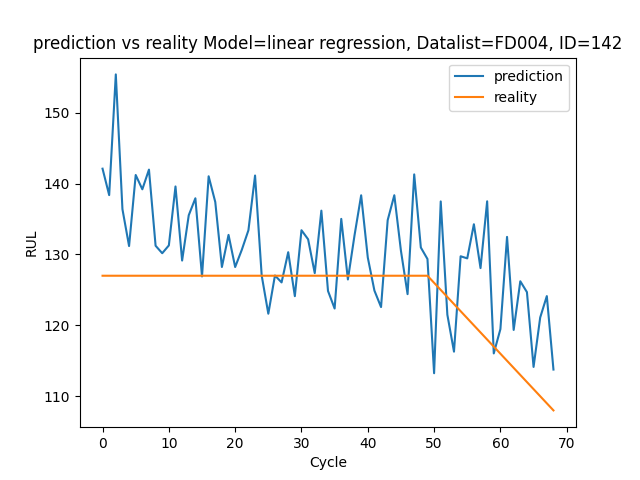 prediction vs reality Model=linear regression, Datalist=FD004, ID=142
prediction
reality
150
140
130
120
110
RUL
0 10 20 30 40 50 60 70
Cycle